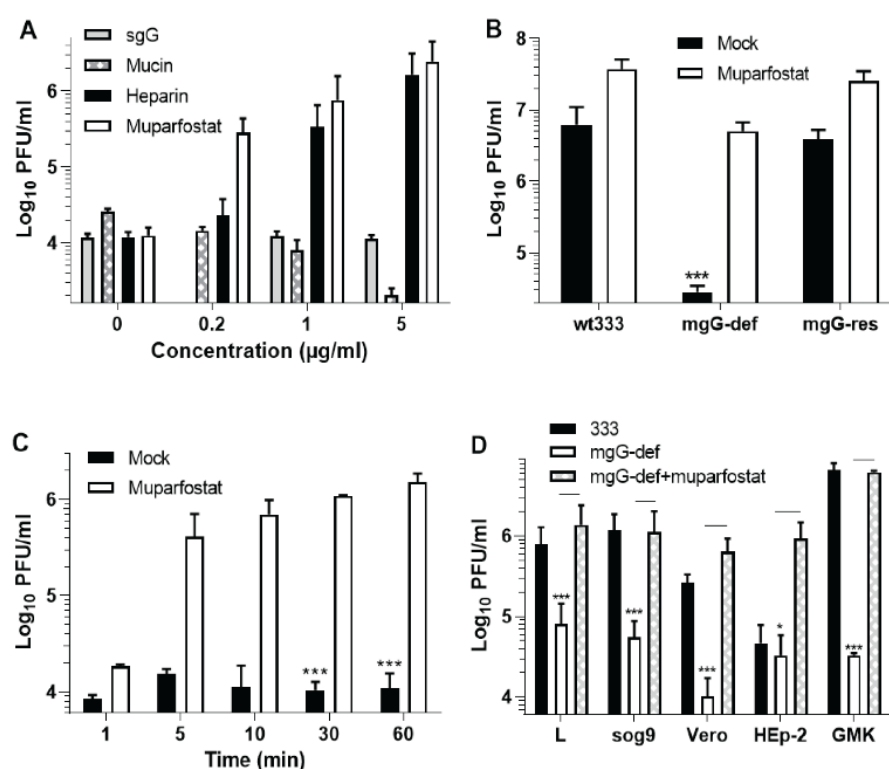 A
sgG
Mucin
Heparin
Muparfostat
Log10 PFU/ml
6
5
4
0 0.2 1 5
Concentration (µg/ml)
B
Mock
Muparfostat
Log10 PFU/ml
8
7
6
5
***
wt333 mgG-def mgG-res
C
Mock
Muparfostat
Log10 PFU/ml
6
5
4
*** ***
1 5 10 30 60
Time (min)
D
333
mgG-def
mgG-def+muparfostat
Log10 PFU/ml
6
5
4
*** *** *** * ***
L sog9 Vero HEp-2 GMK